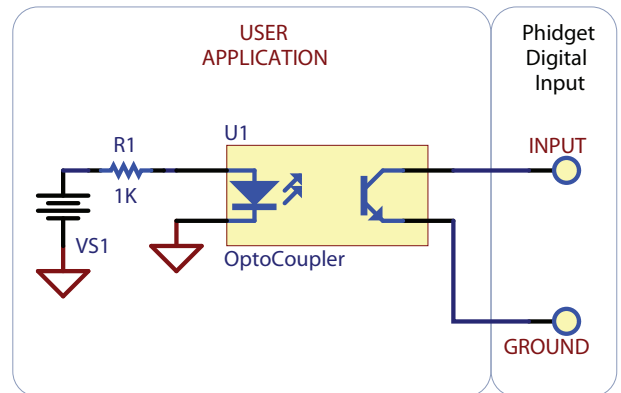 USER
APPLICATION
Phidget
Digital
Input
U1
R1
1K
VS1
OptoCoupler
INPUT
GROUND